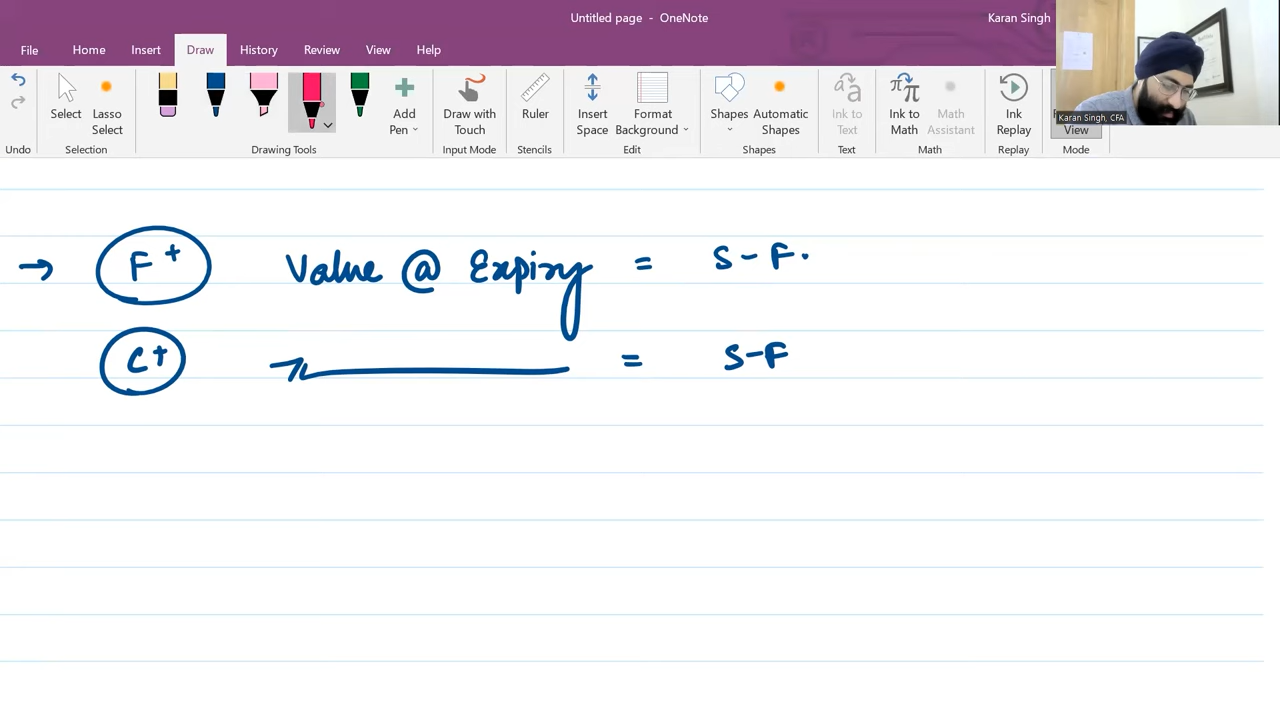 Untitled page - OneNote
Karan Singh
File Home Insert Draw History Review View Help
Select Lasso Select Add Pen Draw with Touch Ruler Insert Space Format Background Shapes Automatic Shapes Ink to Text Ink to Math Math Assistant Ink Replay View
Karan Singh, CFA
Undo Selection Drawing Tools Input Mode Stencils Edit Shapes Text Math Replay Mode
→ F+ Value @ Expiry = S-F.
C+ = S-F